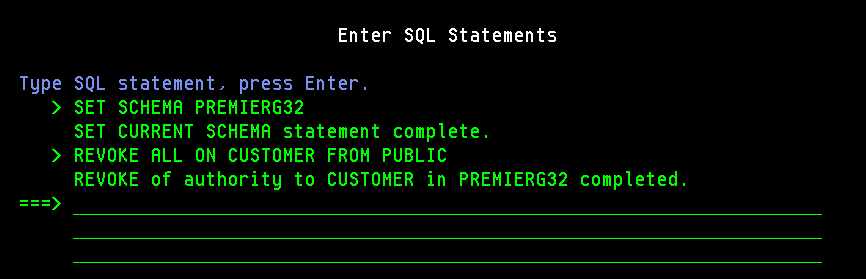 Enter SQL Statements
Type SQL statement, press Enter.
> SET SCHEMA PREMIERG32
SET CURRENT SCHEMA statement complete.
> REVOKE ALL ON CUSTOMER FROM PUBLIC
REVOKE of authority to CUSTOMER in PREMIERG32 completed.
===>